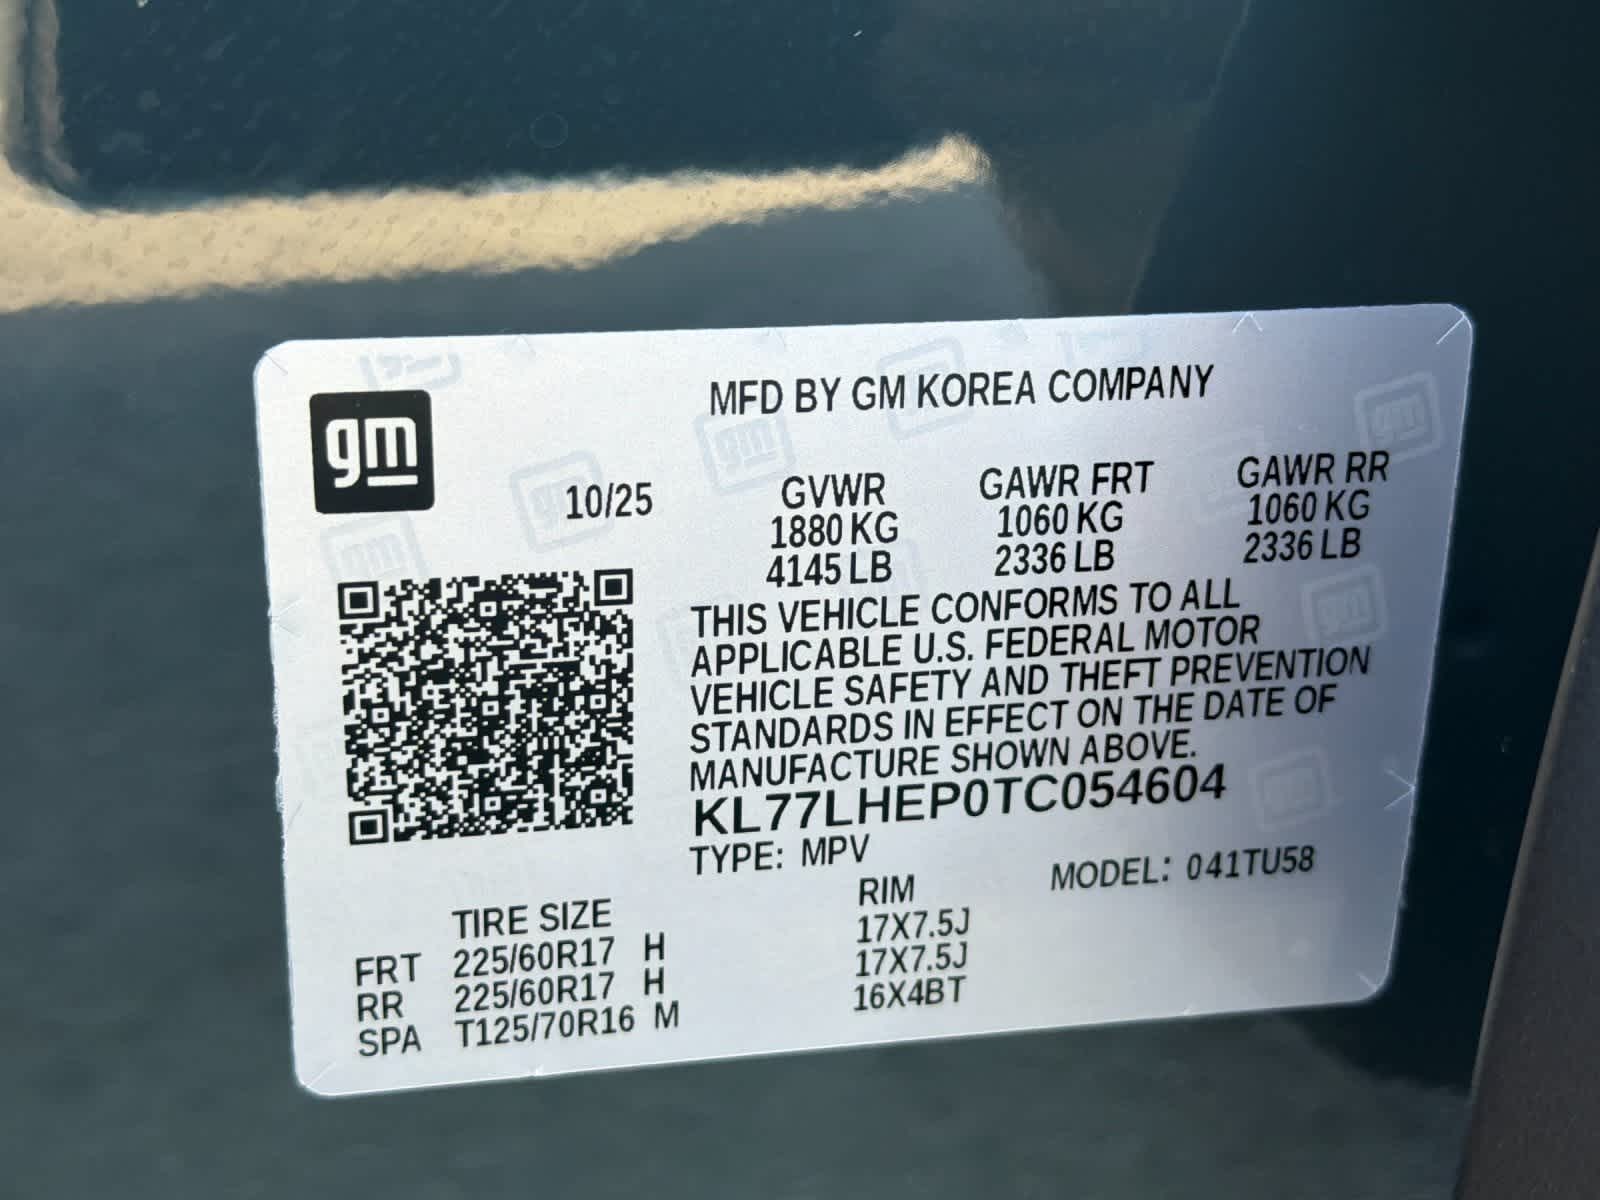 gm
MFD BY GM KOREA COMPANY
10/25
GVWR GAWR FRT GAWR RR
1880 KG 1060 KG 1060 KG
4145 LB 2336 LB 2336 LB
THIS VEHICLE CONFORMS TO ALL
APPLICABLE U.S. FEDERAL MOTOR
VEHICLE SAFETY AND THEFT PREVENTION
STANDARDS IN EFFECT ON THE DATE OF
MANUFACTURE SHOWN ABOVE.
KL77LHEP0TC054604
TYPE: MPV MODEL: 041TU58
TIRE SIZE RIM
FRT 225/60R17 H 17X7.5J
RR 225/60R17 H 17X7.5J
SPA T125/70R16 M 16X4BT